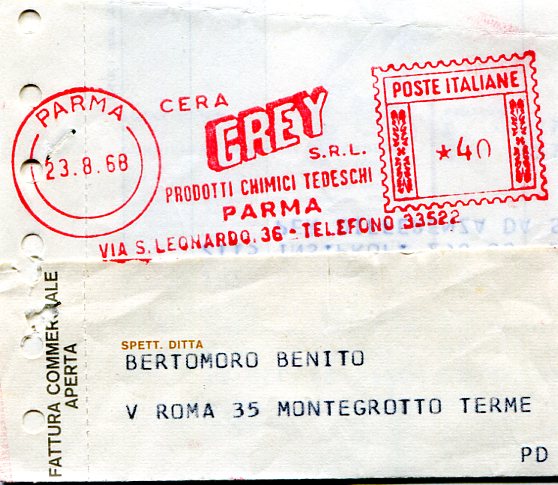 PARMA
23.8.68
CERA
GREY
S.R.L.
PRODOTTI CHIMICI TEDESCHI
PARMA
VIA S. LEONARDO, 36 - TELEFONO 33522
POSTE ITALIANE
★40
FATTURA COMMERCIALE
APERTA
SPETT. DITTA
BERTOMORO BENITO
V ROMA 35 MONTEGROTTO TERME
PD